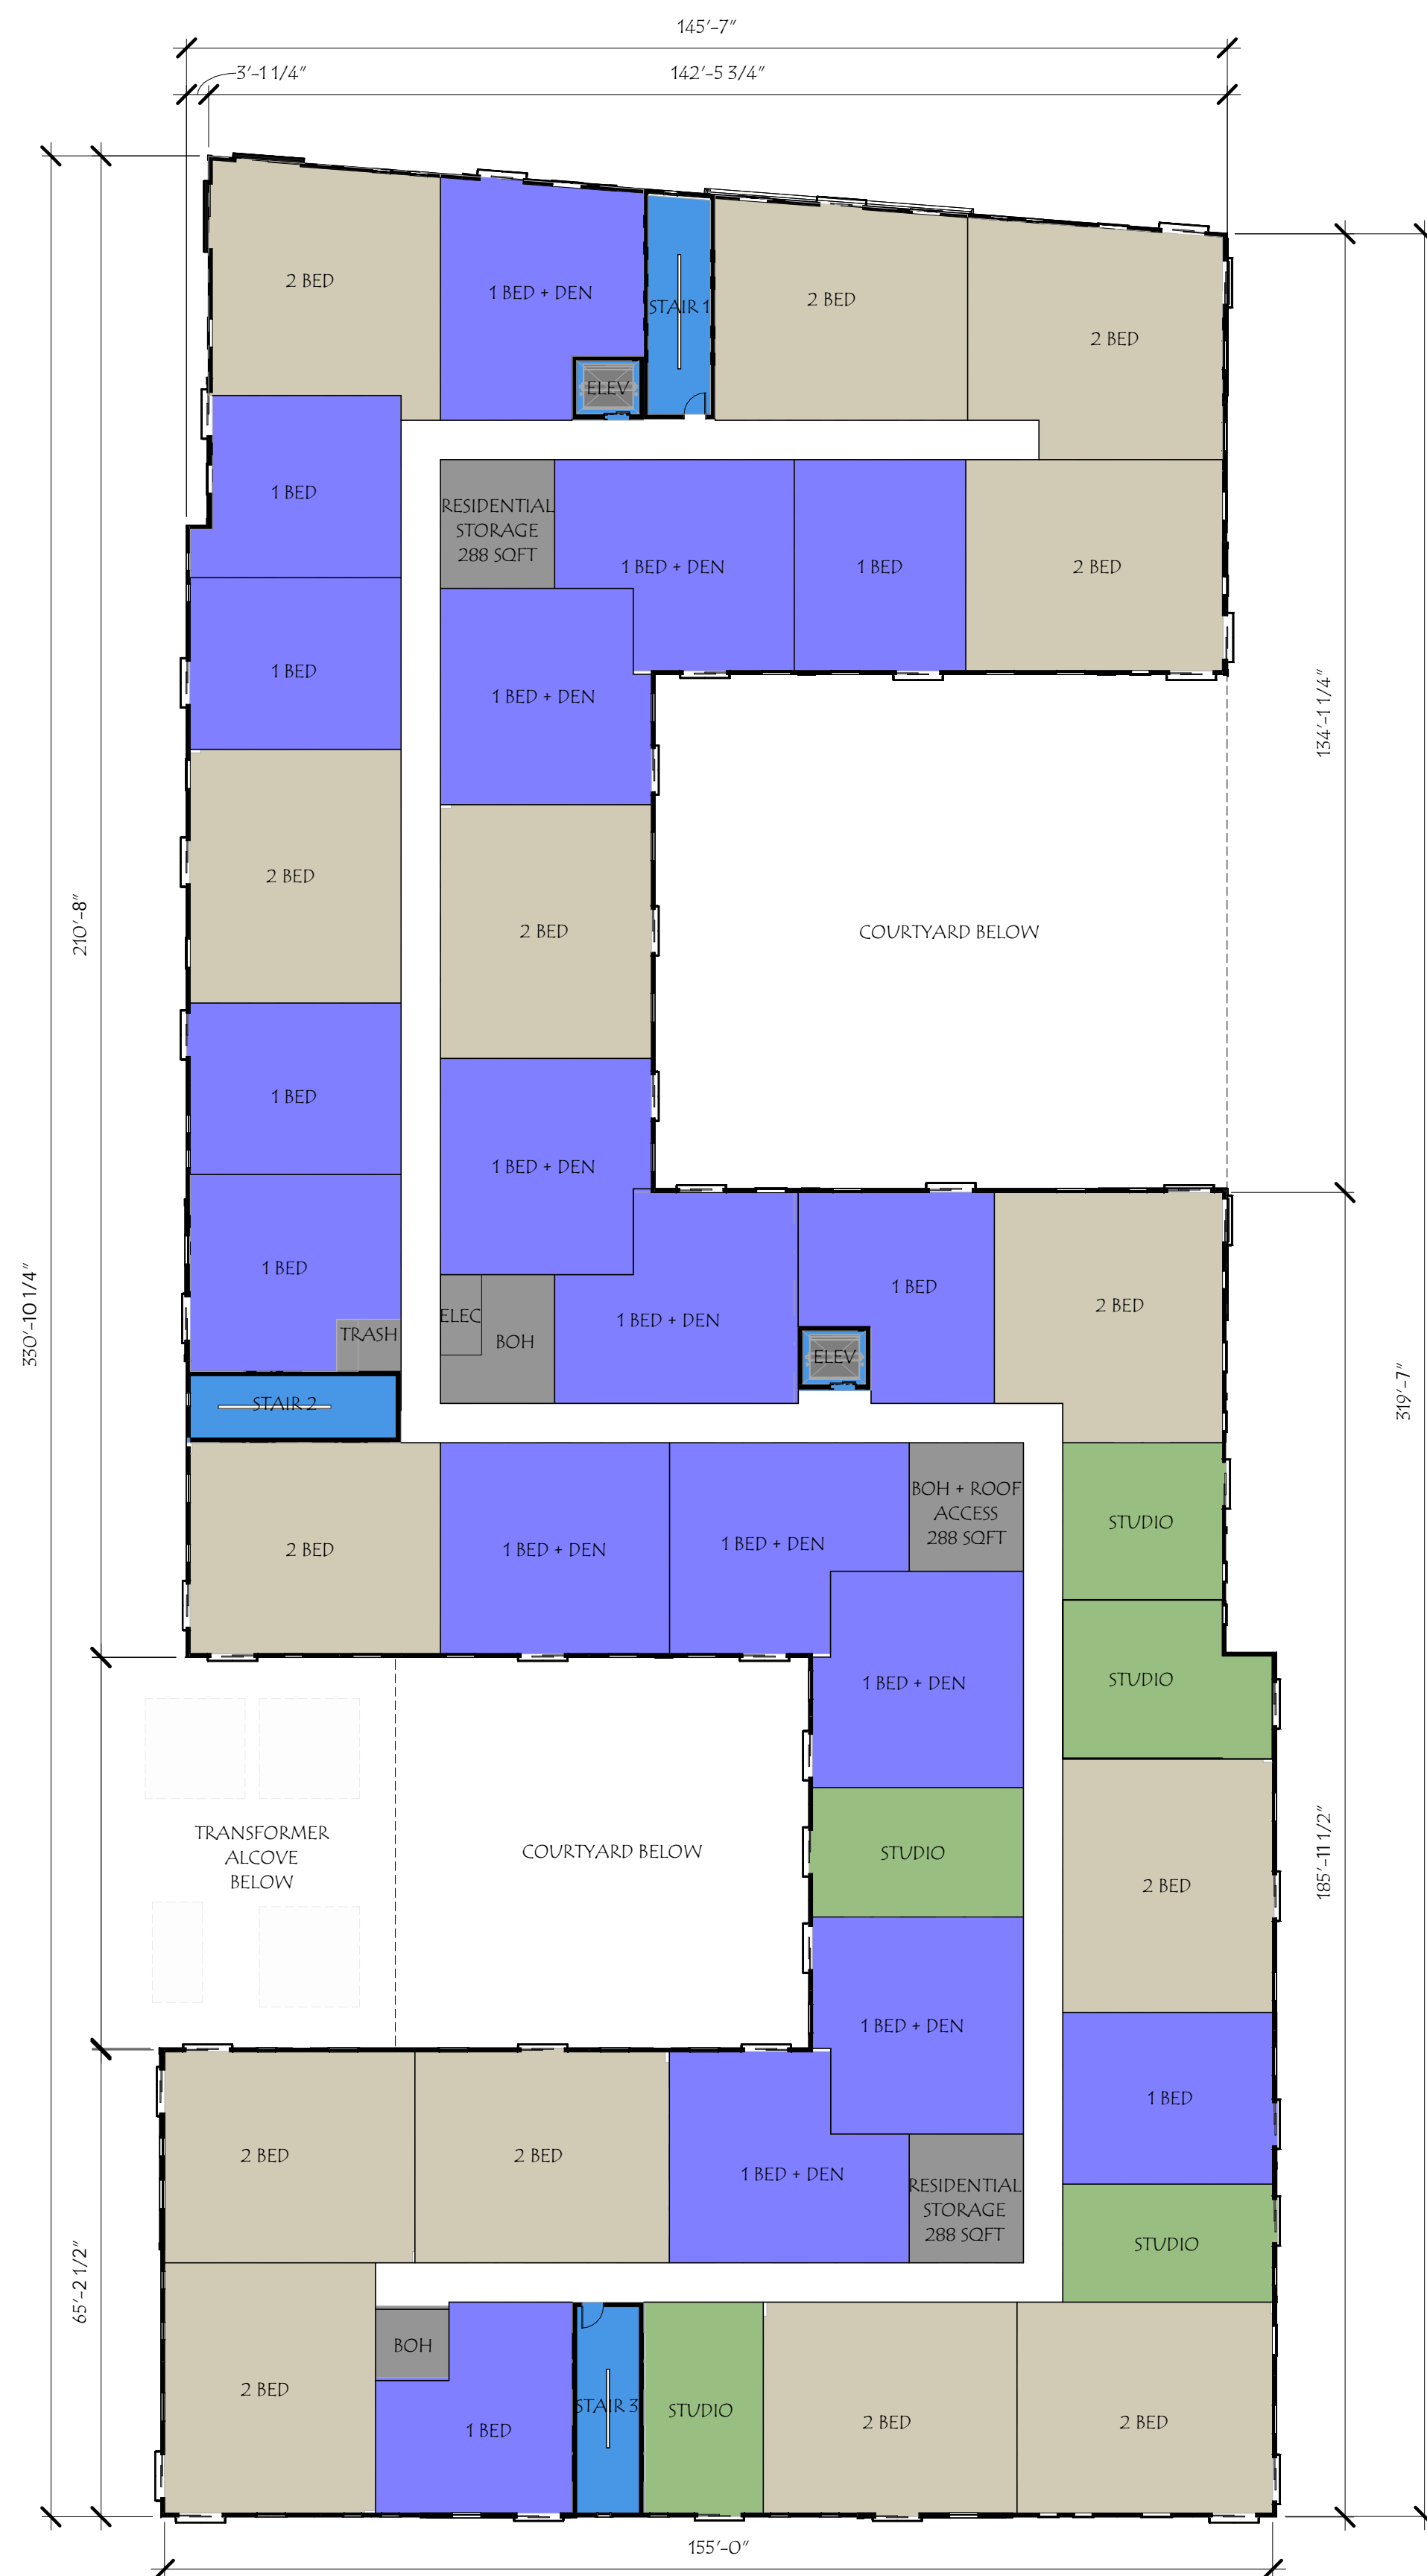 145'-7"
3'-1 1/4"
142'-5 3/4"
2 BED
1 BED + DEN
STAIR 1
2 BED
2 BED
ELEV
1 BED
RESIDENTIAL
STORAGE
288 SQFT
1 BED + DEN
1 BED
2 BED
1 BED
1 BED + DEN
134'-1 1/4"
2 BED
2 BED
COURTYARD BELOW
210'-8"
1 BED
1 BED + DEN
1 BED
330'-10 1/4"
ELEC
BOH
1 BED + DEN
1 BED
2 BED
TRASH
ELEV
319'-7"
STAIR 2
2 BED
1 BED + DEN
1 BED + DEN
BOH + ROOF
ACCESS
288 SQFT
STUDIO
1 BED + DEN
STUDIO
TRANSFORMER
ALCOVE
BELOW
COURTYARD BELOW
STUDIO
2 BED
185'-11 1/2"
1 BED + DEN
1 BED
2 BED
2 BED
1 BED + DEN
RESIDENTIAL
STORAGE
288 SQFT
STUDIO
65'-2 1/2"
BOH
2 BED
1 BED
STAIR 3
STUDIO
2 BED
2 BED
155'-0"